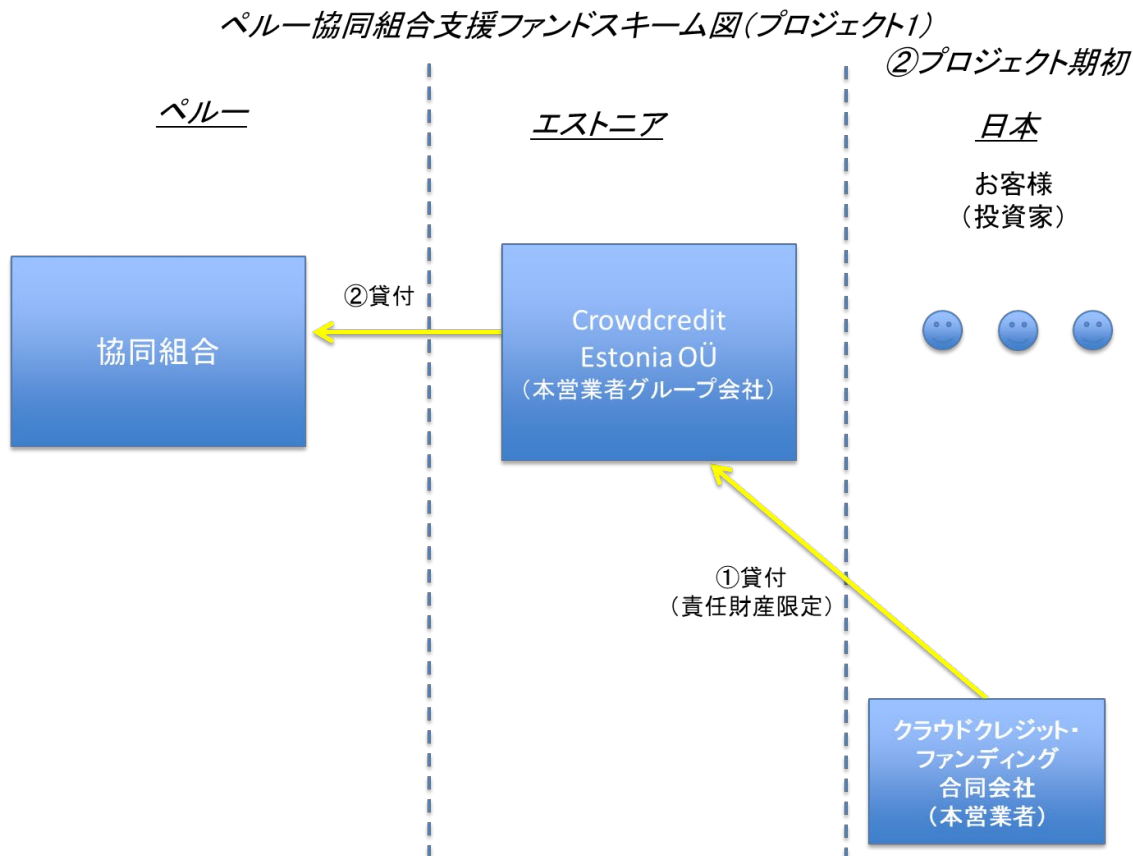 ペルー協同組合支援ファンドスキーム図(プロジェクト1)
②プロジェクト期初
ペルー
エストニア
日本
お客様
(投資家)
協同組合
②貸付
Crowdcredit
Estonia OÜ
(本営業者グループ会社)
①貸付
(責任財産限定)
クラウドクレジット・
ファンディング
合同会社
(本営業者)